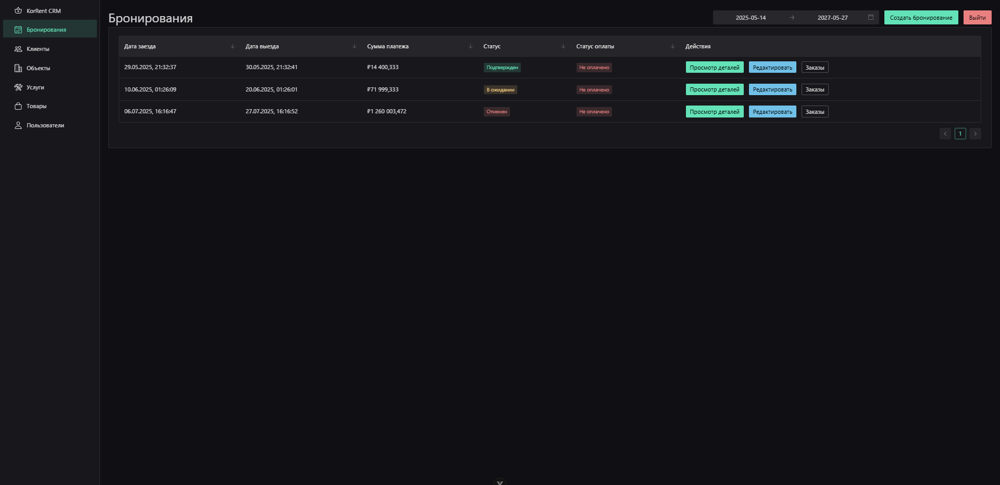 KorRent CRM
Бронирования
Клиенты
Объекты
Услуги
Товары
Пользователи
Бронирования
2025-05-14 2027-05-27 Создать бронирование Выйти
Дата заезда Дата выезда Сумма платежа Статус Статус оплаты Действия
29.05.2025, 21:32:37 30.05.2025, 21:32:41 ₽14 400,333 Подтвержден Не оплачено Просмотр деталей Редактировать Заказы
10.06.2025, 01:26:09 20.06.2025, 01:26:01 ₽71 999,333 В ожидании Не оплачено Просмотр деталей Редактировать Заказы
06.07.2025, 16:16:47 27.07.2025, 16:16:52 ₽1 260 003,472 Отменен Не оплачено Просмотр деталей Редактировать Заказы
1